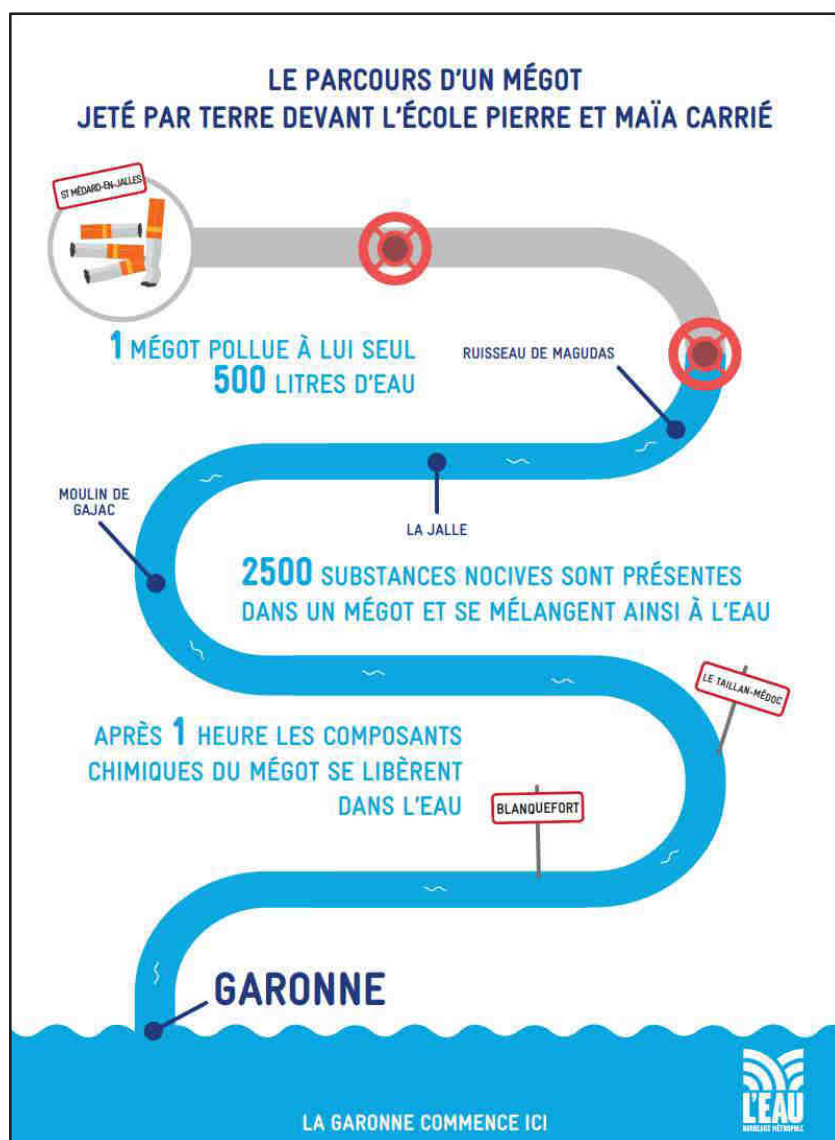 LE PARCOURS D'UN MÉGOT
JETÉ PAR TERRE DEVANT L'ÉCOLE PIERRE ET MAÏA CARRIÉ
ST MÉDARD-EN-JALLES
1 MÉGOT POLLUE À LUI SEUL
500 LITRES D'EAU
RUISSEAU DE MAGUDAS
MOULIN DE
GAJAC
LA JALLE
2500 SUBSTANCES NOCIVES SONT PRÉSENTES
DANS UN MÉGOT ET SE MÉLANGENT AINSI À L'EAU
LE TAILLAN-MÉDOC
APRÈS 1 HEURE LES COMPOSANTS
CHIMIQUES DU MÉGOT SE LIBÈRENT
DANS L'EAU
BLANQUEFORT
GARONNE
L'EAU
BORDEAUX MÉTROPOLE
LA GARONNE COMMENCE ICI